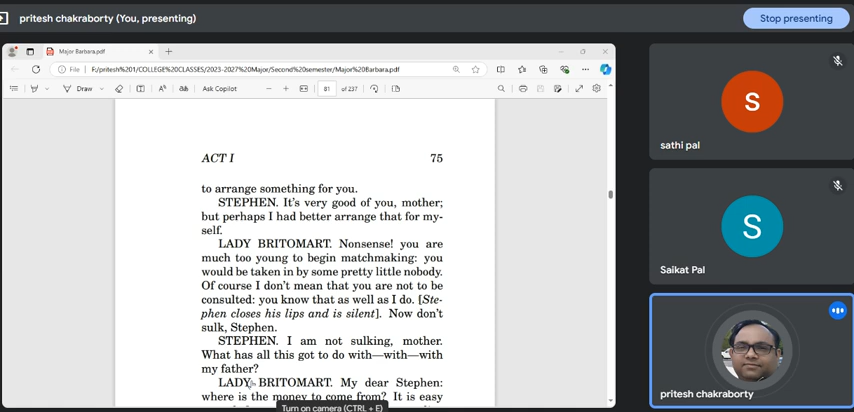 pritesh chakraborty (You, presenting)
Stop presenting
Major Barbara.pdf
File F:/pritesh%201/COLLEGE%20CLASSES/2023-2027%20Major/Second%20semester/Major%20Barbara.pdf
Draw Ask Copilot 81 of 237
ACT I 75
to arrange something for you.
STEPHEN. It's very good of you, mother;
but perhaps I had better arrange that for my-
self.
LADY BRITOMART. Nonsense! you are
much too young to begin matchmaking: you
would be taken in by some pretty little nobody.
Of course I don't mean that you are not to be
consulted: you know that as well as I do. [Ste-
phen closes his lips and is silent]. Now don't
sulk, Stephen.
STEPHEN. I am not sulking, mother.
What has all this got to do with—with—with
my father?
LADY BRITOMART. My dear Stephen:
where is the money to come from? It is easy
Turn on camera (CTRL + E)
S
sathi pal
S
Saikat Pal
pritesh chakraborty